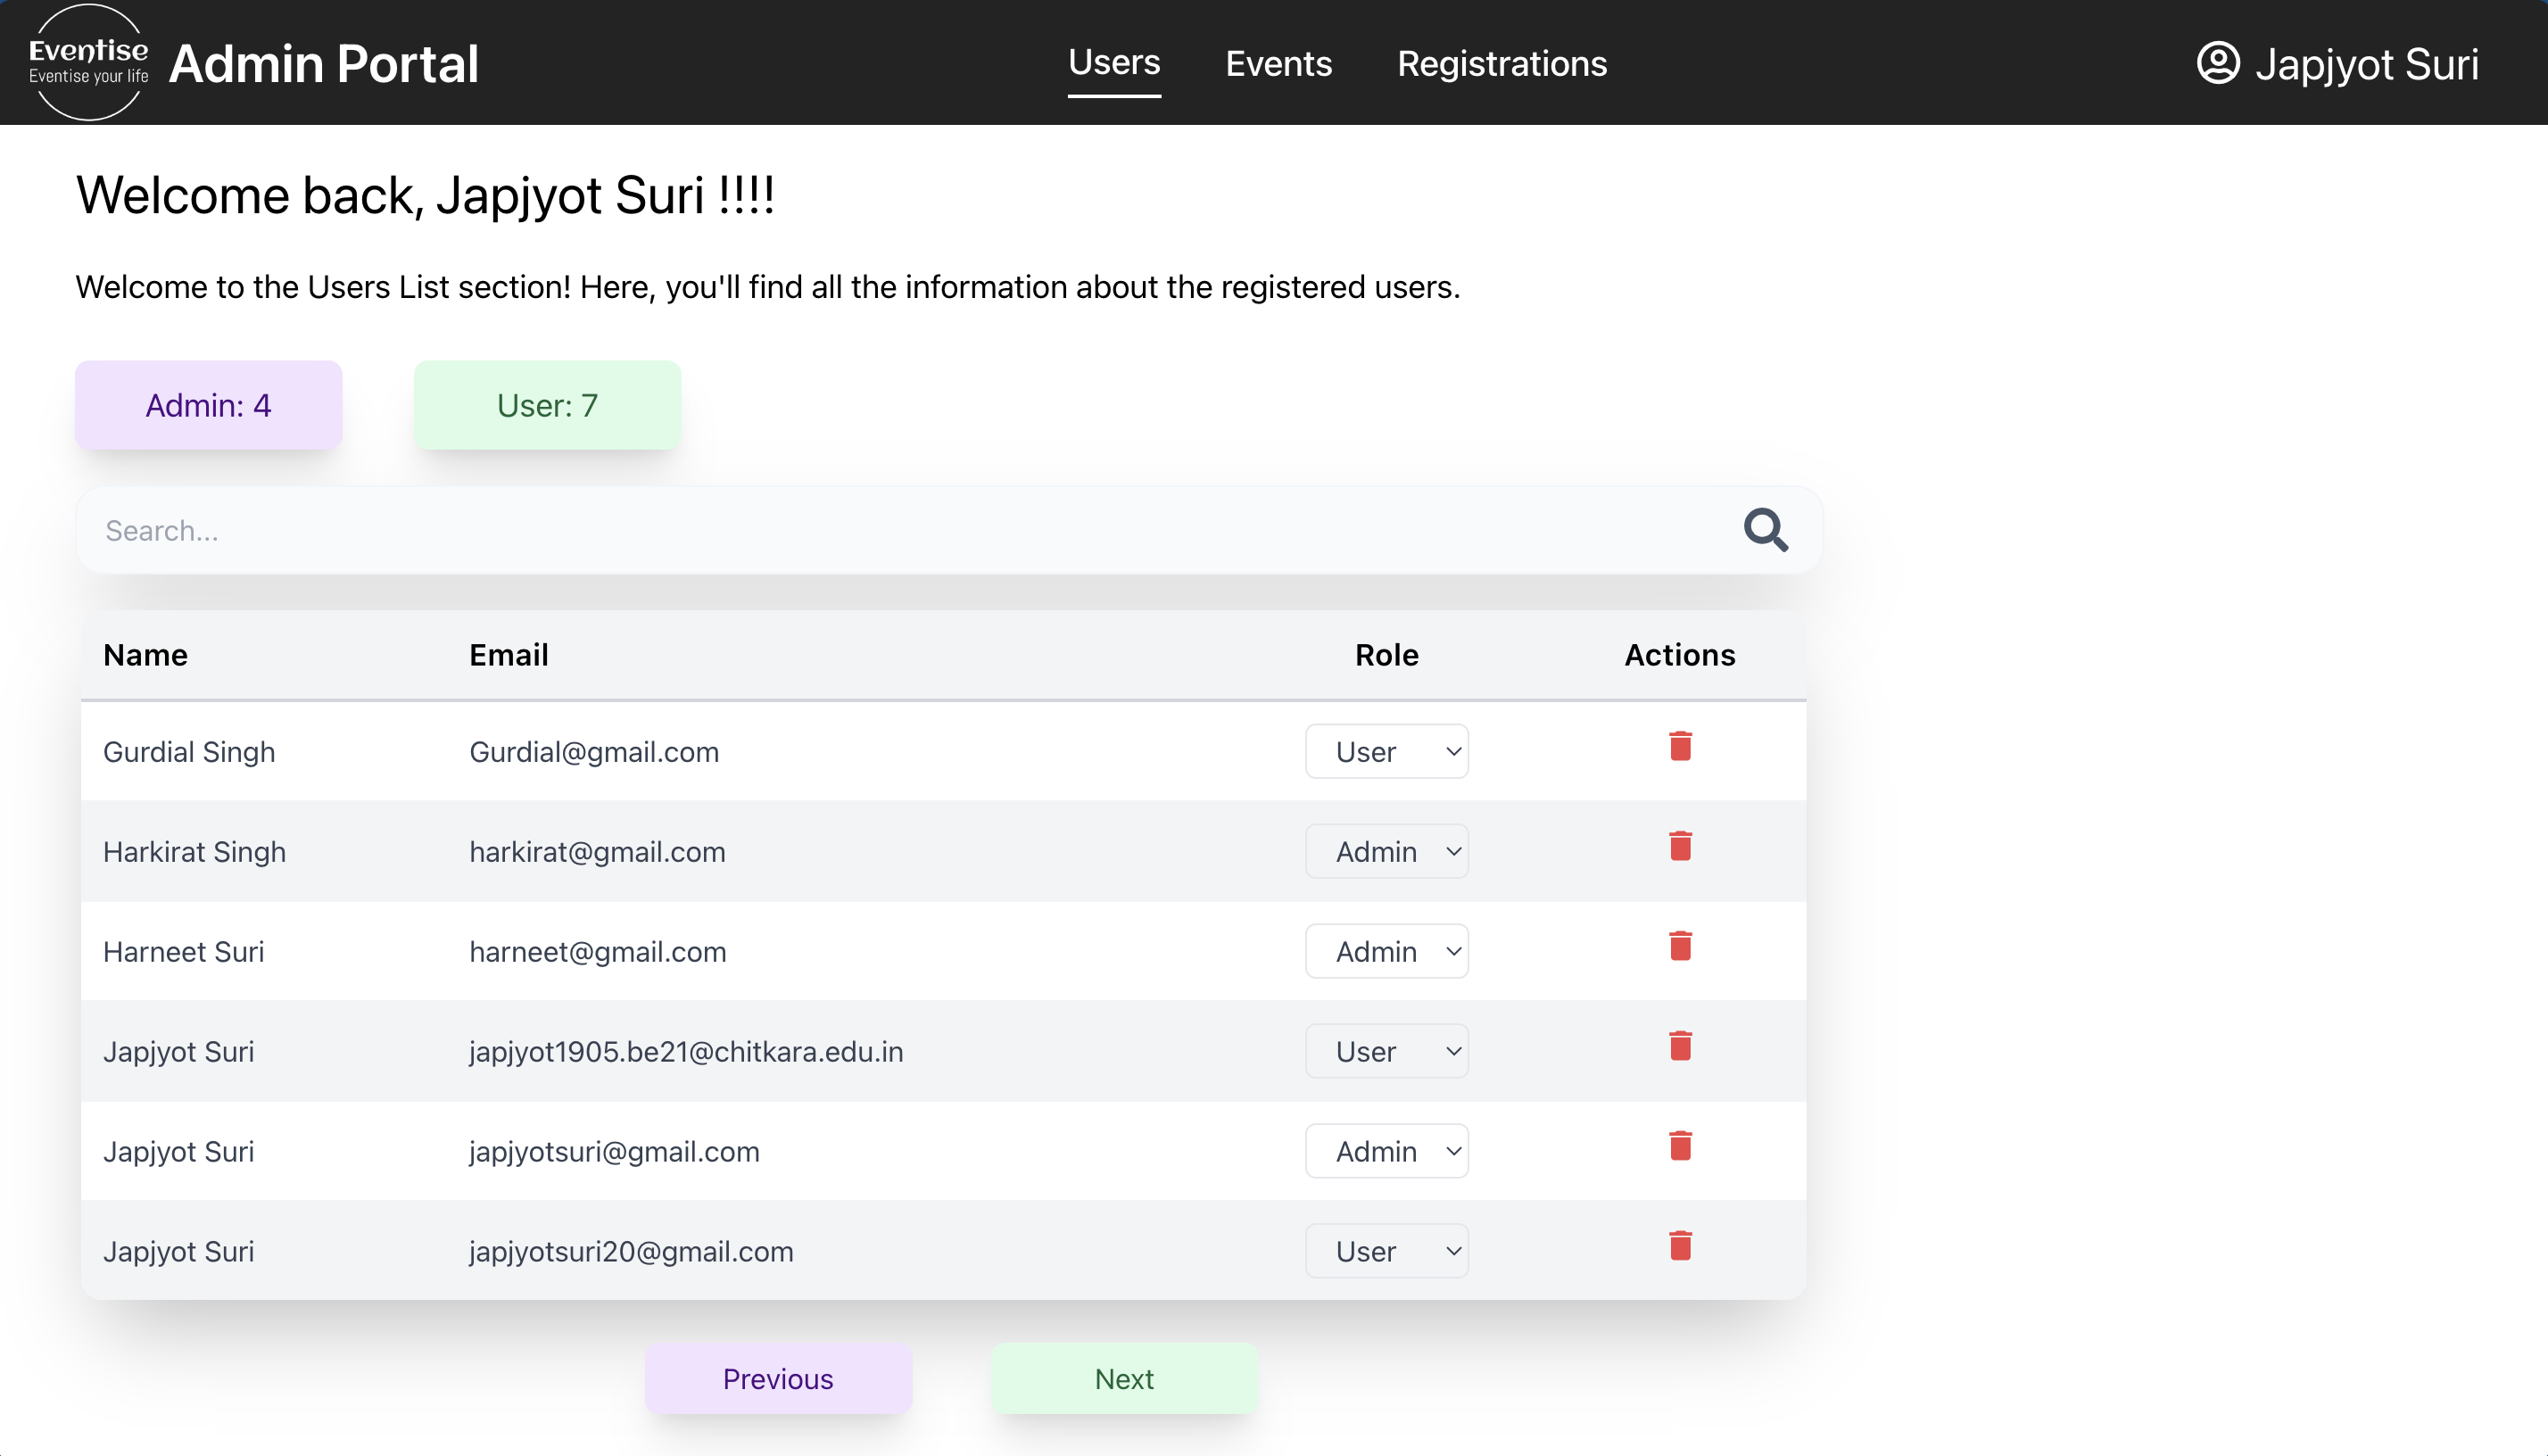 Eventise
Eventise your life
Admin Portal
Users Events Registrations
Japjyot Suri
Welcome back, Japjyot Suri !!!!
Welcome to the Users List section! Here, you'll find all the information about the registered users.
Admin: 4 User: 7
Search...
Name Email Role Actions
Gurdial Singh Gurdial@gmail.com User
Harkirat Singh harkirat@gmail.com Admin
Harneet Suri harneet@gmail.com Admin
Japjyot Suri japjyot1905.be21@chitkara.edu.in User
Japjyot Suri japjyotsuri@gmail.com Admin
Japjyot Suri japjyotsuri20@gmail.com User
Previous Next